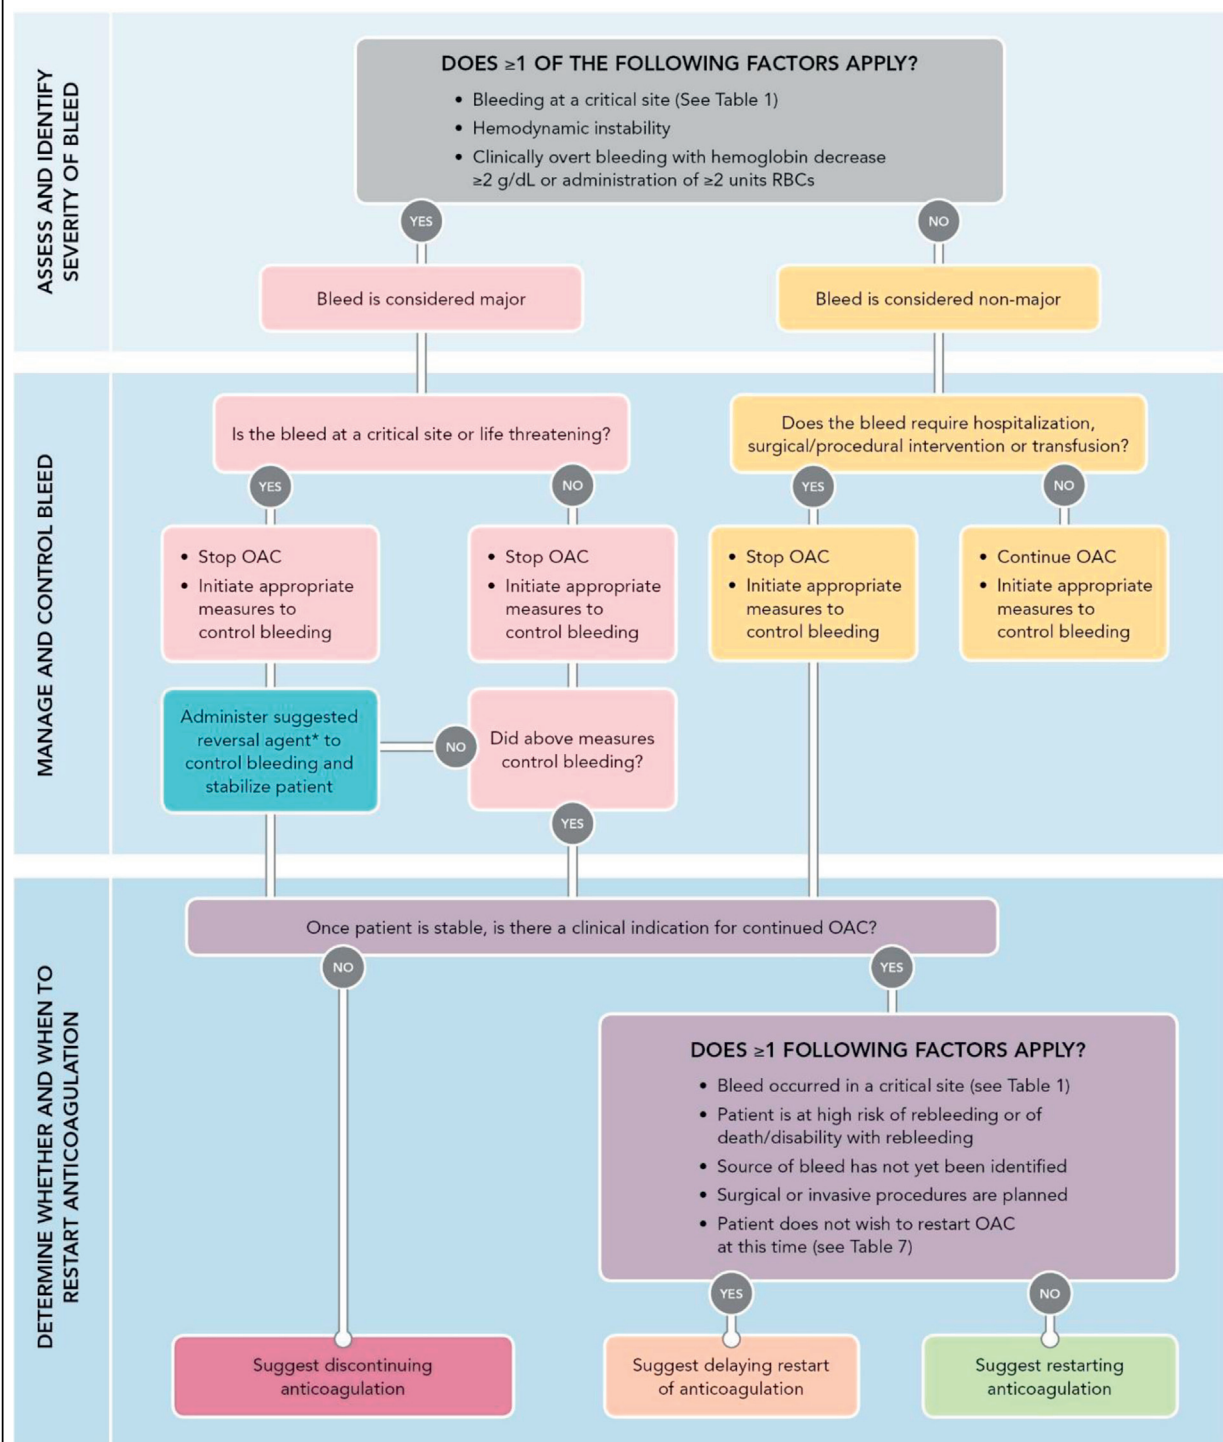 ASSESS AND IDENTIFY
SEVERITY OF BLEED
DOES ≥1 OF THE FOLLOWING FACTORS APPLY?
• Bleeding at a critical site (See Table 1)
• Hemodynamic instability
• Clinically overt bleeding with hemoglobin decrease
≥2 g/dL or administration of ≥2 units RBCs
YES
NO
Bleed is considered major
Bleed is considered non-major
MANAGE AND CONTROL BLEED
Is the bleed at a critical site or life threatening?
Does the bleed require hospitalization,
surgical/procedural intervention or transfusion?
YES
NO
YES
NO
• Stop OAC
• Initiate appropriate
measures to
control bleeding
• Stop OAC
• Initiate appropriate
measures to
control bleeding
• Stop OAC
• Initiate appropriate
measures to
control bleeding
• Continue OAC
• Initiate appropriate
measures to
control bleeding
Administer suggested
reversal agent* to
control bleeding and
stabilize patient
NO
Did above measures
control bleeding?
YES
DETERMINE WHETHER AND WHEN TO
RESTART ANTICOAGULATION
Once patient is stable, is there a clinical indication for continued OAC?
NO
YES
DOES ≥1 FOLLOWING FACTORS APPLY?
• Bleed occurred in a critical site (see Table 1)
• Patient is at high risk of rebleeding or of
death/disability with rebleeding
• Source of bleed has not yet been identified
• Surgical or invasive procedures are planned
• Patient does not wish to restart OAC
at this time (see Table 7)
YES
NO
Suggest discontinuing
anticoagulation
Suggest delaying restart
of anticoagulation
Suggest restarting
anticoagulation